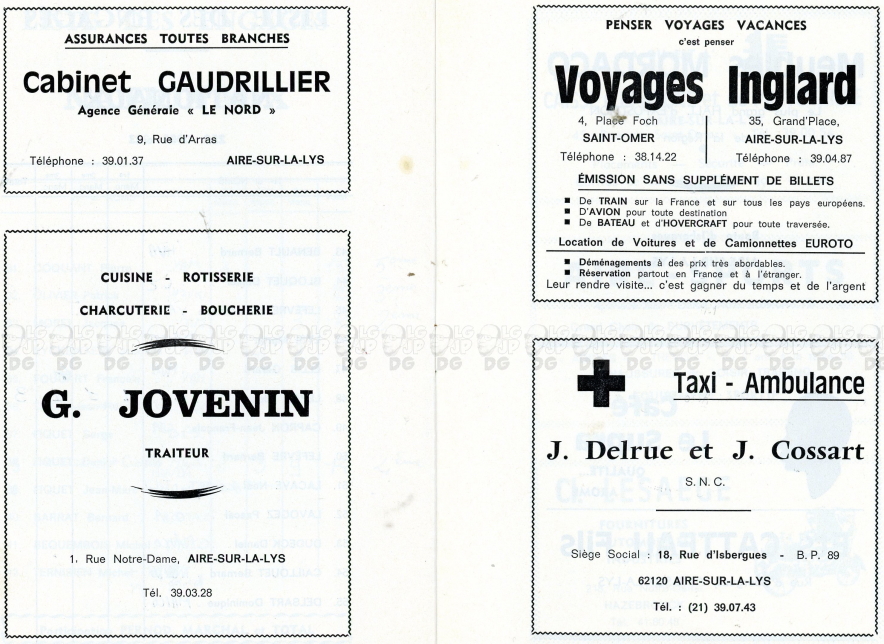 ASSURANCES TOUTES BRANCHES
Cabinet GAUDRILLIER
Agence Générale « LE NORD »
9, Rue d'Arras
Téléphone : 39.01.37 AIRE-SUR-LA-LYS
CUISINE - ROTISSERIE
CHARCUTERIE - BOUCHERIE
G. JOVENIN
TRAITEUR
1, Rue Notre-Dame, AIRE-SUR-LA-LYS
Tél. 39.03.28
PENSER VOYAGES VACANCES
c'est penser
Voyages Inglard
4, Place Foch
SAINT-OMER
Téléphone : 38.14.22
35, Grand'Place,
AIRE-SUR-LA-LYS
Téléphone : 39.04.87
ÉMISSION SANS SUPPLÉMENT DE BILLETS
■ De TRAIN sur la France et sur tous les pays européens.
■ D'AVION pour toute destination
■ De BATEAU et d'HOVERCRAFT pour toute traversée.
Location de Voitures et de Camionnettes EUROTO
■ Déménagements à des prix très abordables.
■ Réservation partout en France et à l'étranger.
Leur rendre visite... c'est gagner du temps et de l'argent
Taxi - Ambulance
J. Delrue et J. Cossart
S.N.C.
Siège Social : 18, Rue d'Isbergues - B.P. 89
62120 AIRE-SUR-LA-LYS
Tél. : (21) 39.07.43